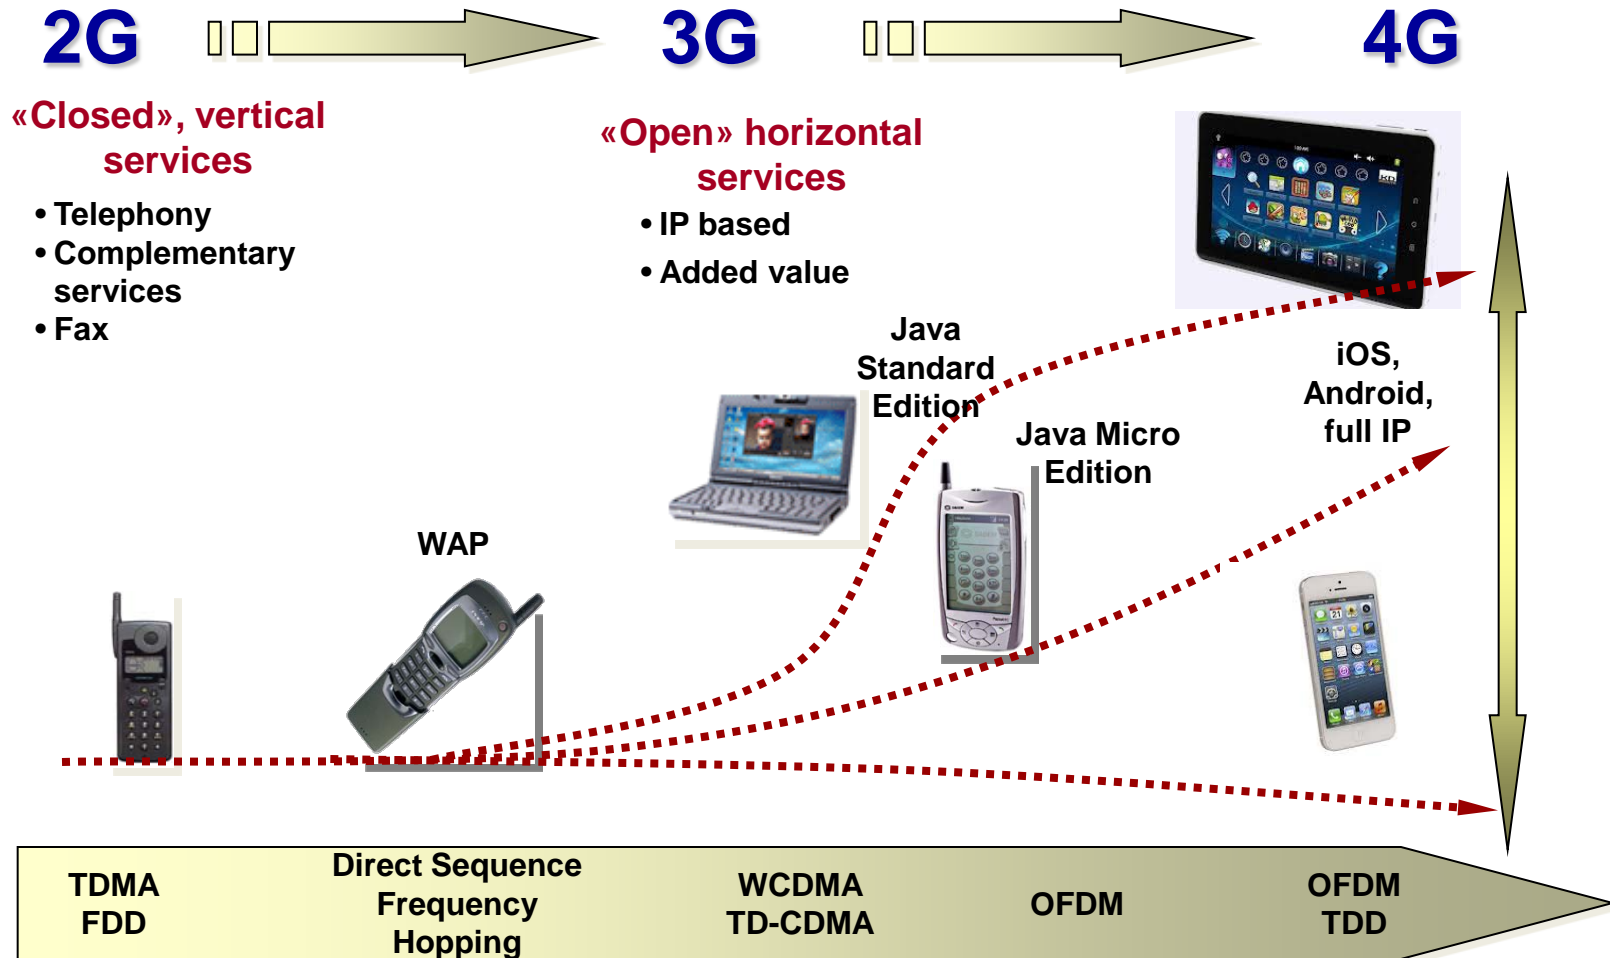 2G
3G
4G
«Closed», vertical
services
• Telephony
• Complementary
services
• Fax
«Open» horizontal
services
• IP based
• Added value
Java
Standard
Edition
Java Micro
Edition
iOS,
Android,
full IP
WAP
TDMA
FDD
Direct Sequence
Frequency
Hopping
WCDMA
TD-CDMA
OFDM
OFDM
TDD